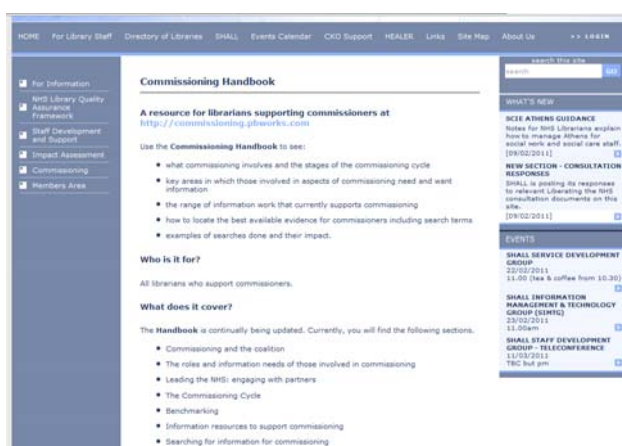 HOME For Library Staff Directory of Libraries SHALL Events Calendar CKO Support HEALER Links Site Map About Us >> LOGIN
For Information
NHS Library Quality
Assurance
Framework
Staff Development
and Support
Impact Assessment
Commissioning
Members Area
Commissioning Handbook
A resource for librarians supporting commissioners at
http://commissioning.pbworks.com
Use the Commissioning Handbook to see:
what commissioning involves and the stages of the commissioning cycle
key areas in which those involved in aspects of commissioning need and want
information
the range of information work that currently supports commissioning
how to locate the best available evidence for commissioners including search terms
examples of searches done and their impact.
Who is it for?
All librarians who support commissioners.
What does it cover?
The Handbook is continually being updated. Currently, you will find the following sections.
Commissioning and the coalition
The roles and information needs of those involved in commissioning
Leading the NHS: engaging with partners
The Commissioning Cycle
Benchmarking
Information resources to support commissioning
Searching for information for commissioning
search this site
search GO
WHAT'S NEW
SCIE ATHENS GUIDANCE
Notes for NHS Librarians explain
how to manage Athens for
social work and social care staff.
[09/02/2011]
NEW SECTION - CONSULTATION
RESPONSES
SHALL is posting its responses
to relevant Liberating the NHS
consultation documents on this
site.
[09/02/2011]
EVENTS
SHALL SERVICE DEVELOPMENT
GROUP
22/02/2011
11.00 (tea & coffee from 10.30)
SHALL INFORMATION
MANAGEMENT & TECHNOLOGY
GROUP (SIMTG)
23/02/2011
11.00am
SHALL STAFF DEVELOPMENT
GROUP - TELECONFERENCE
11/03/2011
TBC but pm